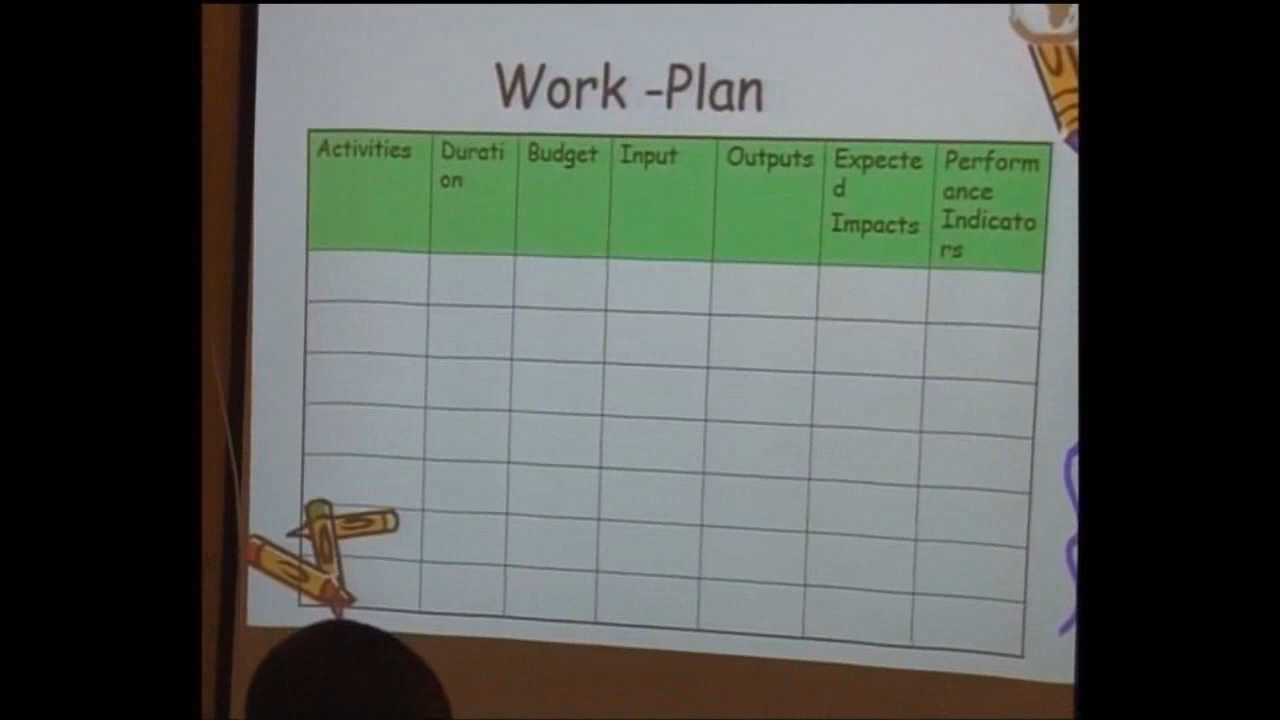 Work -Plan
Activities
Durati
on
Budget
Input
Outputs
Expecte
d
Impacts
Perform
ance
Indicato
rs